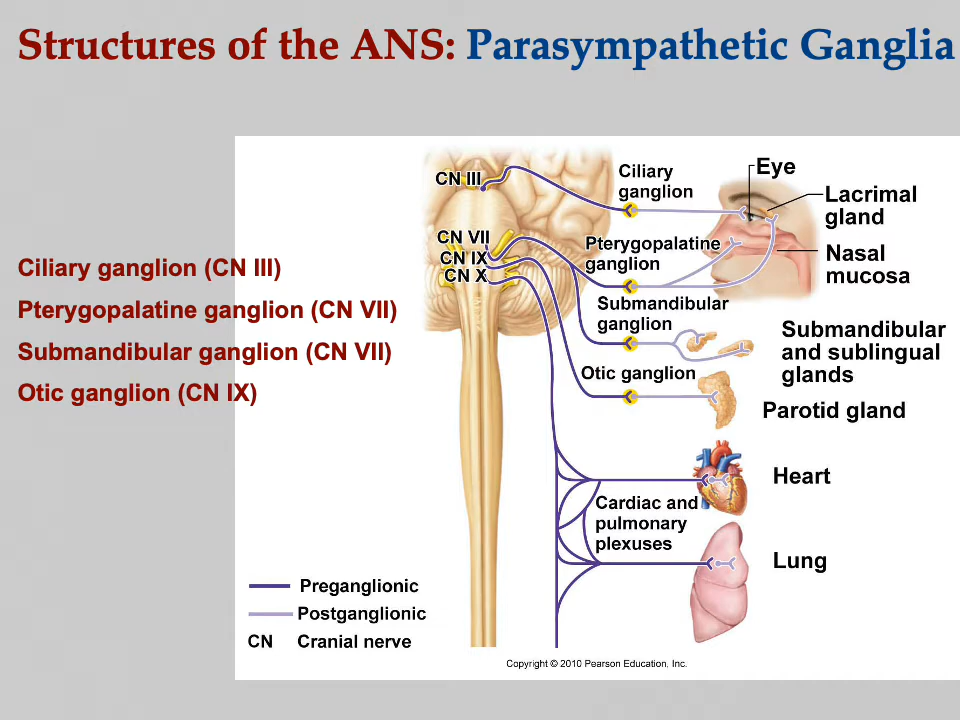 Structures of the ANS: Parasympathetic Ganglia
Ciliary ganglion (CN III)
Pterygopalatine ganglion (CN VII)
Submandibular ganglion (CN VII)
Otic ganglion (CN IX)
CN III
CN VII
CN IX
CN X
Ciliary
ganglion
Pterygopalatine
ganglion
Submandibular
ganglion
Otic ganglion
Eye
Lacrimal
gland
Nasal
mucosa
Submandibular
and sublingual
glands
Parotid gland
Heart
Cardiac and
pulmonary
plexuses
Lung
Preganglionic
Postganglionic
CN Cranial nerve
Copyright © 2010 Pearson Education, Inc.